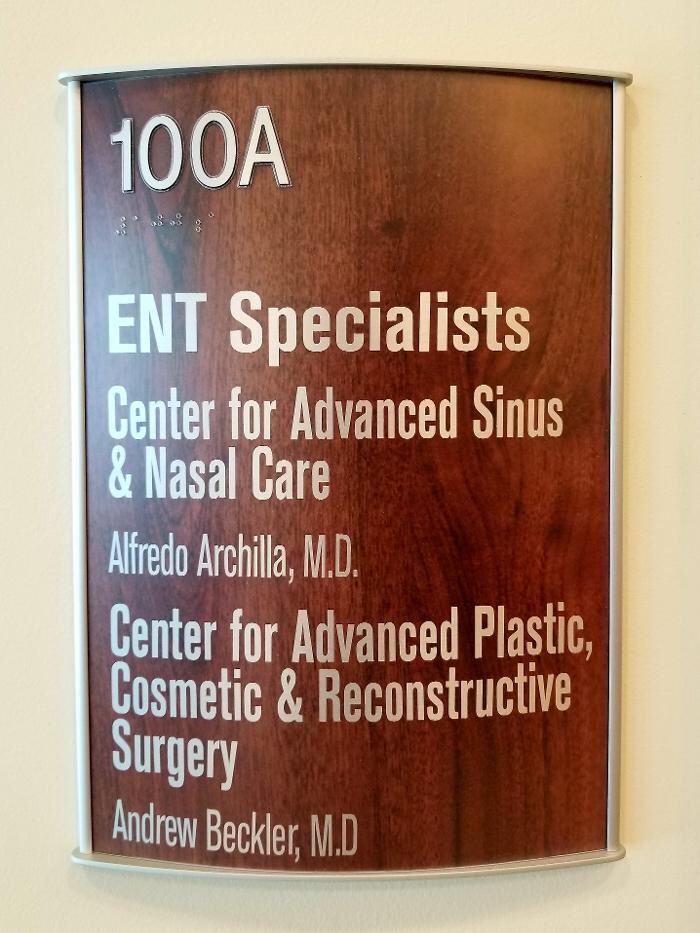 100A
ENT Specialists
Center for Advanced Sinus
& Nasal Care
Alfredo Archilla, M.D.
Center for Advanced Plastic,
Cosmetic & Reconstructive
Surgery
Andrew Beckler, M.D